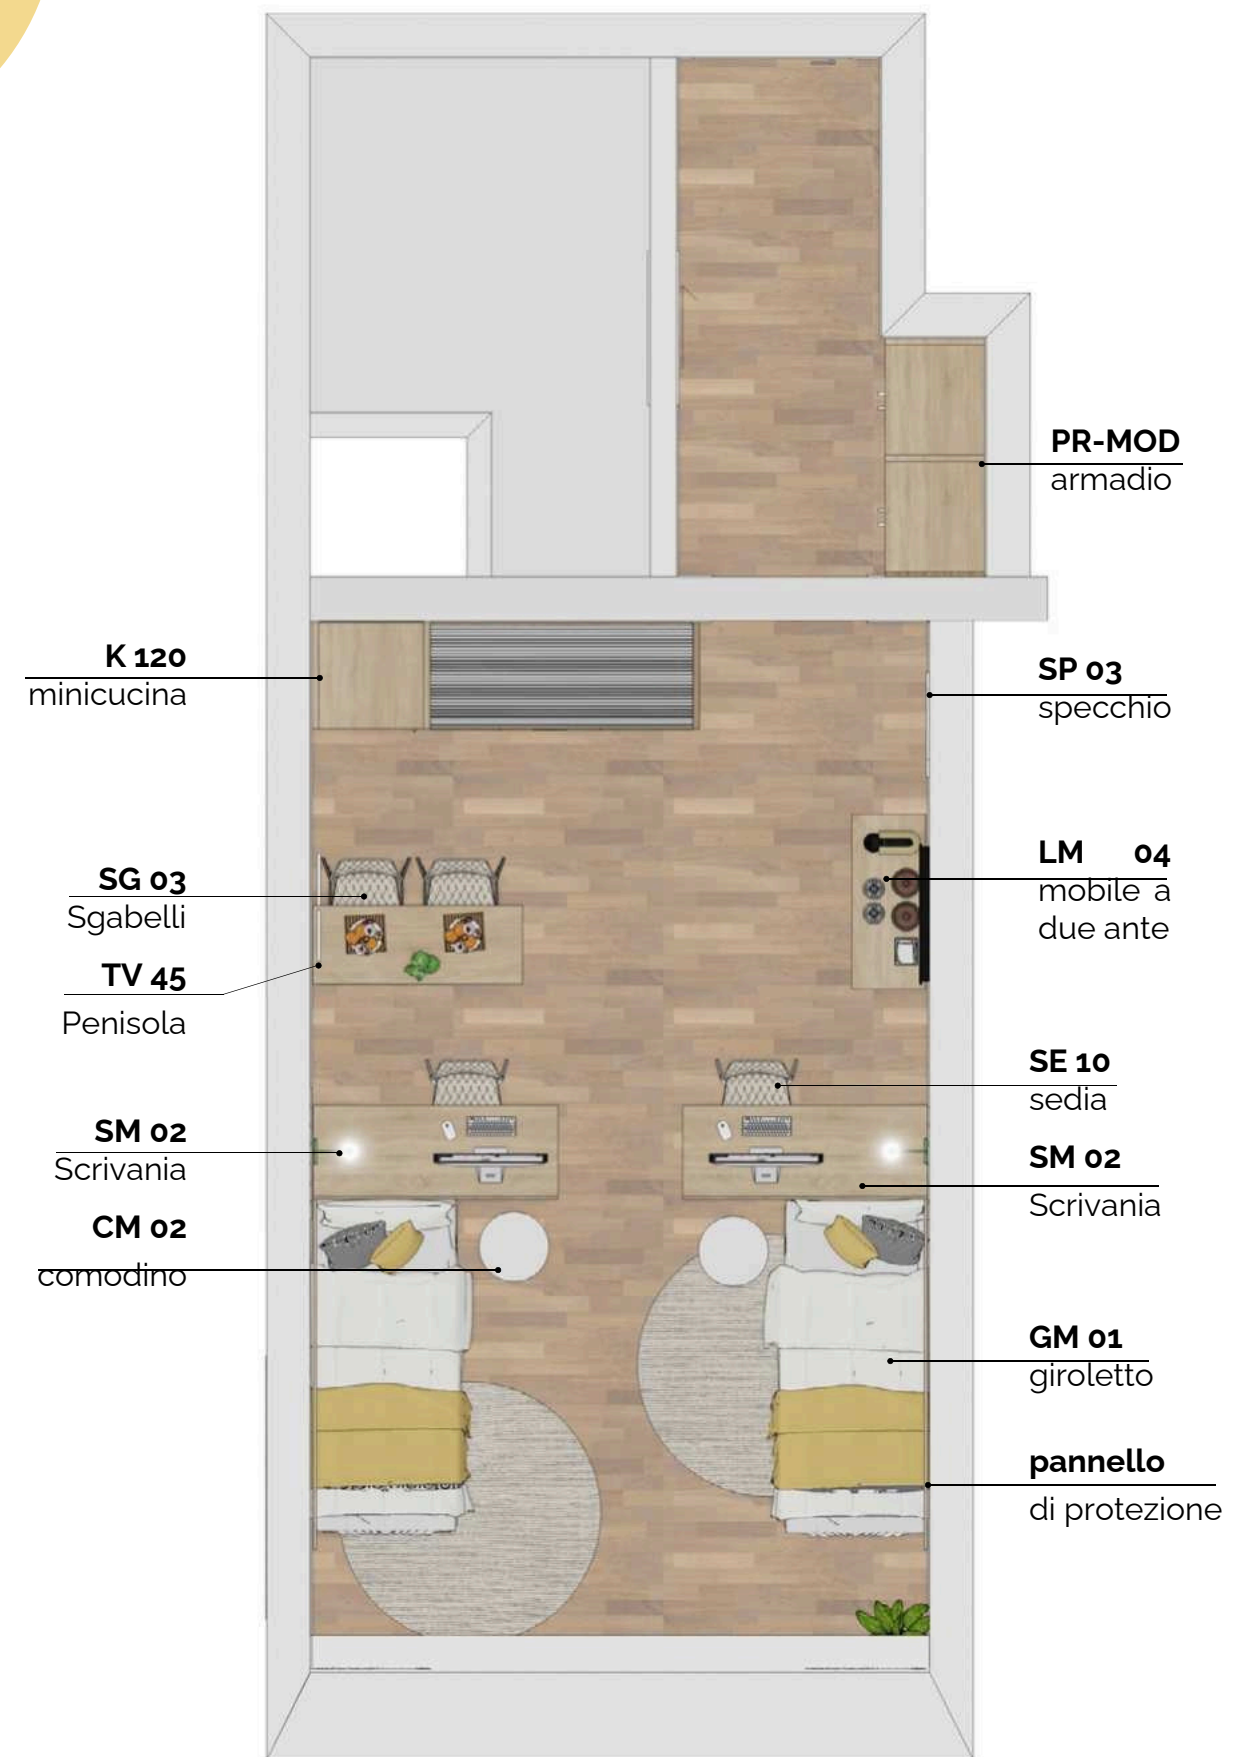 PR-MOD
armadio
K 120
minicucina
SP 03
specchio
SG 03
Sgabelli
LM 04
mobile a
due ante
TV 45
Penisola
SE 10
sedia
SM 02
Scrivania
SM 02
Scrivania
CM 02
comodino
GM 01
giroletto
pannello
di protezione